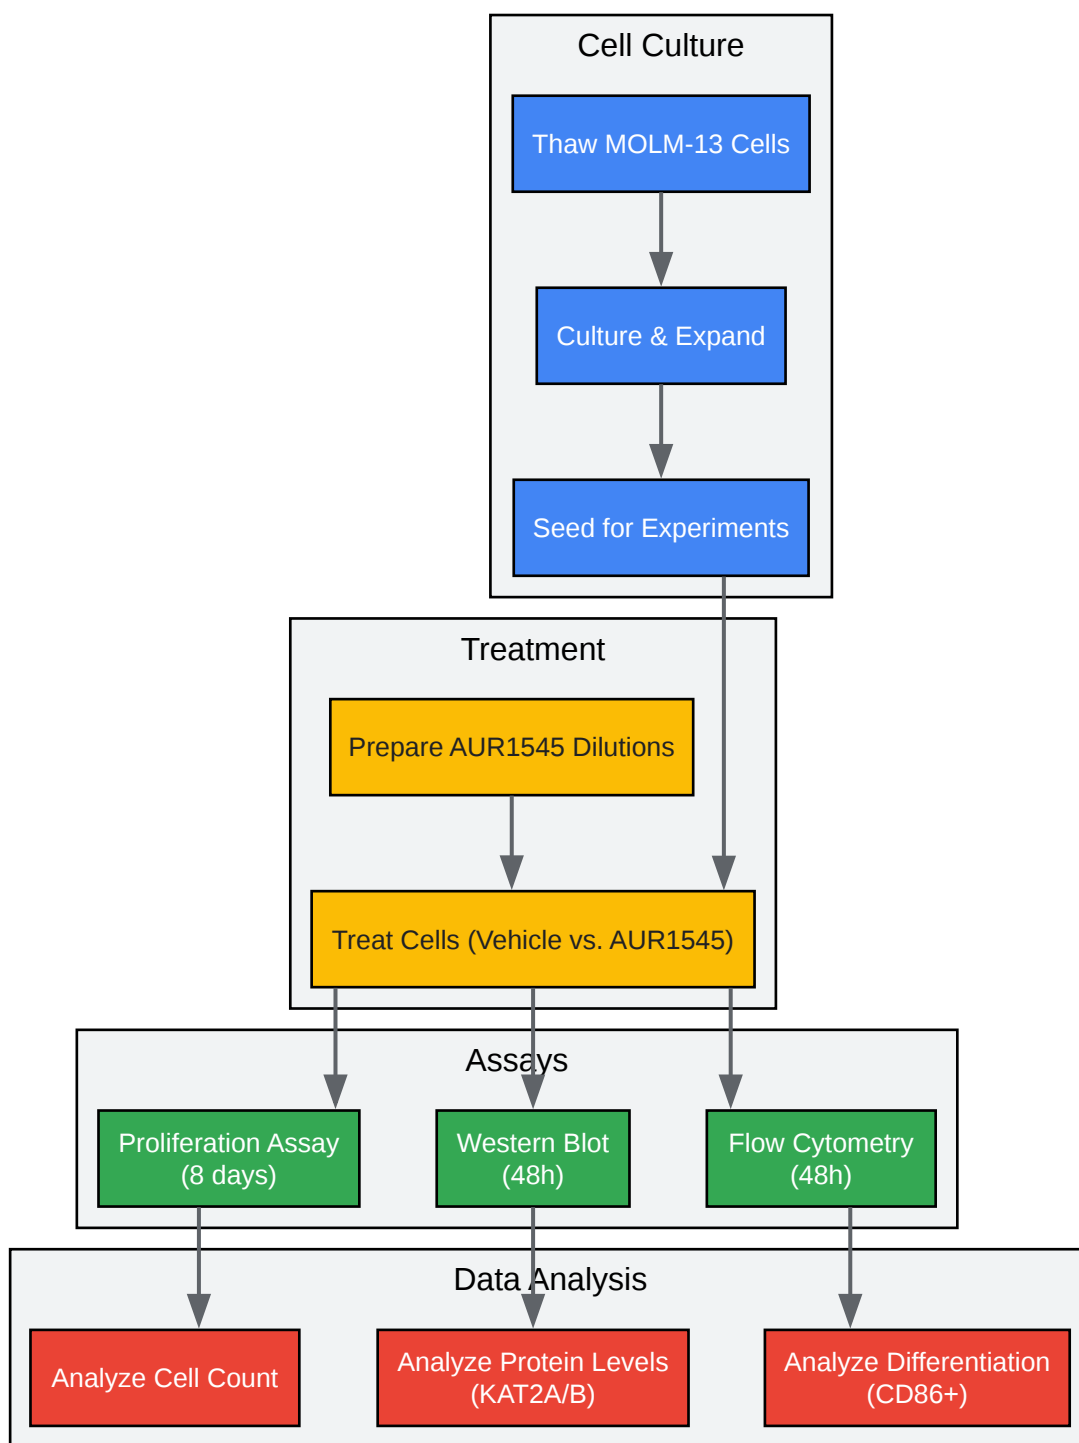 Cell Culture
Thaw MOLM-13 Cells
Culture & Expand
Seed for Experiments
Treatment
Prepare AUR1545 Dilutions
Treat Cells (Vehicle vs. AUR1545)
Assays
Proliferation Assay
(8 days)
Western Blot
(48h)
Flow Cytometry
(48h)
Data Analysis
Analyze Cell Count
Analyze Protein Levels
(KAT2A/B)
Analyze Differentiation
(CD86+)